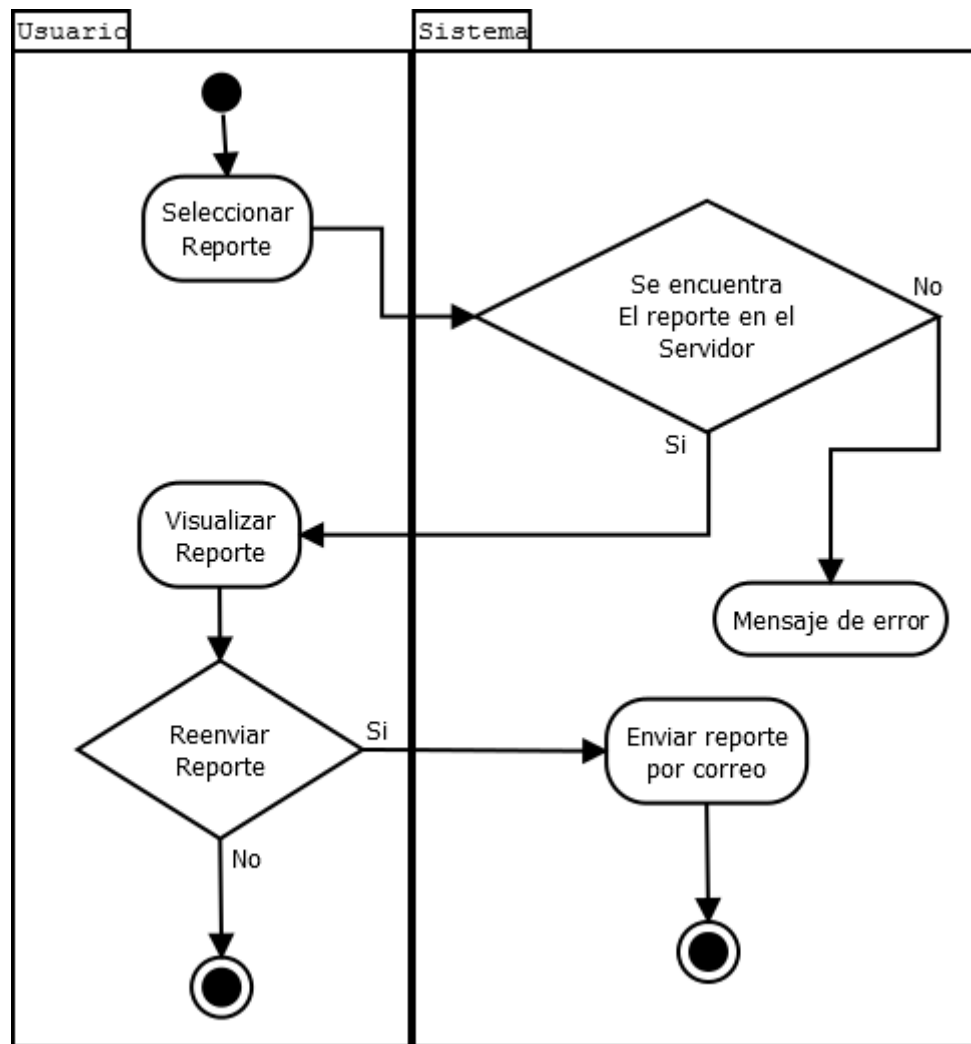 Usuario
Sistema
Seleccionar
Reporte
Se encuentra
El reporte en el
Servidor
No
Si
Visualizar
Reporte
Mensaje de error
Reenviar
Reporte
Si
Enviar reporte
por correo
No